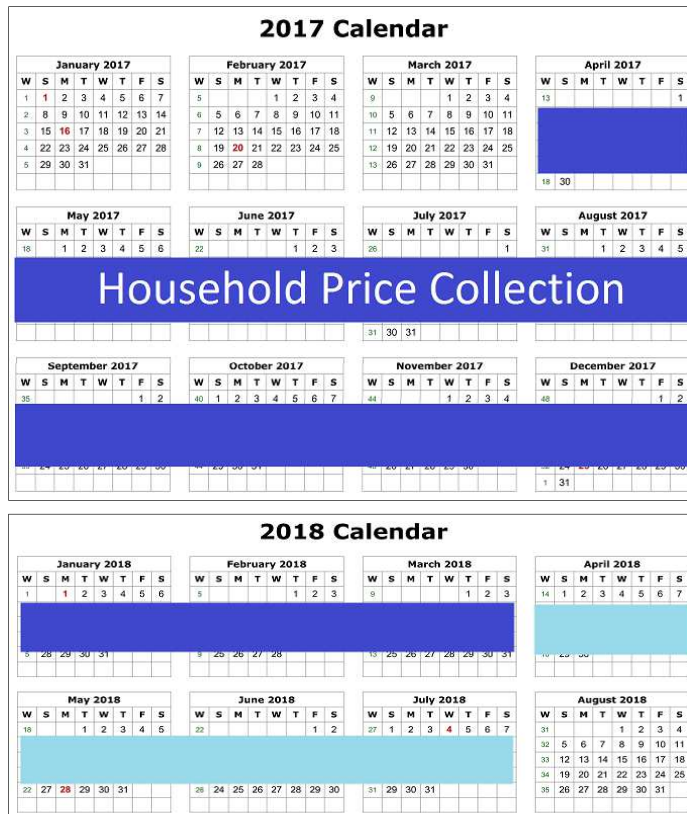 2017 Calendar
January 2017
W S M T W T F S
1 1 2 3 4 5 6 7
2 8 9 10 11 12 13 14
3 15 16 17 18 19 20 21
4 22 23 24 25 26 27 28
5 29 30 31
February 2017
W S M T W T F S
5 1 2 3 4
6 5 6 7 8 9 10 11
7 12 13 14 15 16 17 18
8 19 20 21 22 23 24 25
9 26 27 28
March 2017
W S M T W T F S
9 1 2 3 4
10 5 6 7 8 9 10 11
11 12 13 14 15 16 17 18
12 19 20 21 22 23 24 25
13 26 27 28 29 30 31
April 2017
W S M T W T F S
13 1
18 30
May 2017
W S M T W T F S
18 1 2 3 4 5 6
June 2017
W S M T W T F S
22 1 2 3
July 2017
W S M T W T F S
26 1
August 2017
W S M T W T F S
31 1 2 3 4 5
Household Price Collection
31 30 31
September 2017
W S M T W T F S
35 1 2
October 2017
W S M T W T F S
40 1 2 3 4 5 6 7
November 2017
W S M T W T F S
44 1 2 3 4
December 2017
W S M T W T F S
48 1 2
1 31
2018 Calendar
January 2018
W S M T W T F S
1 1 2 3 4 5 6
5 28 29 30 31
February 2018
W S M T W T F S
5 1 2 3
9 25 26 27 28
March 2018
W S M T W T F S
9 1 2 3
13 25 26 27 28 29 30 31
April 2018
W S M T W T F S
14 1 2 3 4 5 6 7
May 2018
W S M T W T F S
18 1 2 3 4 5
22 27 28 29 30 31
June 2018
W S M T W T F S
22 1 2
26 24 25 26 27 28 29 30
July 2018
W S M T W T F S
27 1 2 3 4 5 6 7
31 29 30 31
August 2018
W S M T W T F S
31 1 2 3 4
32 5 6 7 8 9 10 11
33 12 13 14 15 16 17 18
34 19 20 21 22 23 24 25
35 26 27 28 29 30 31